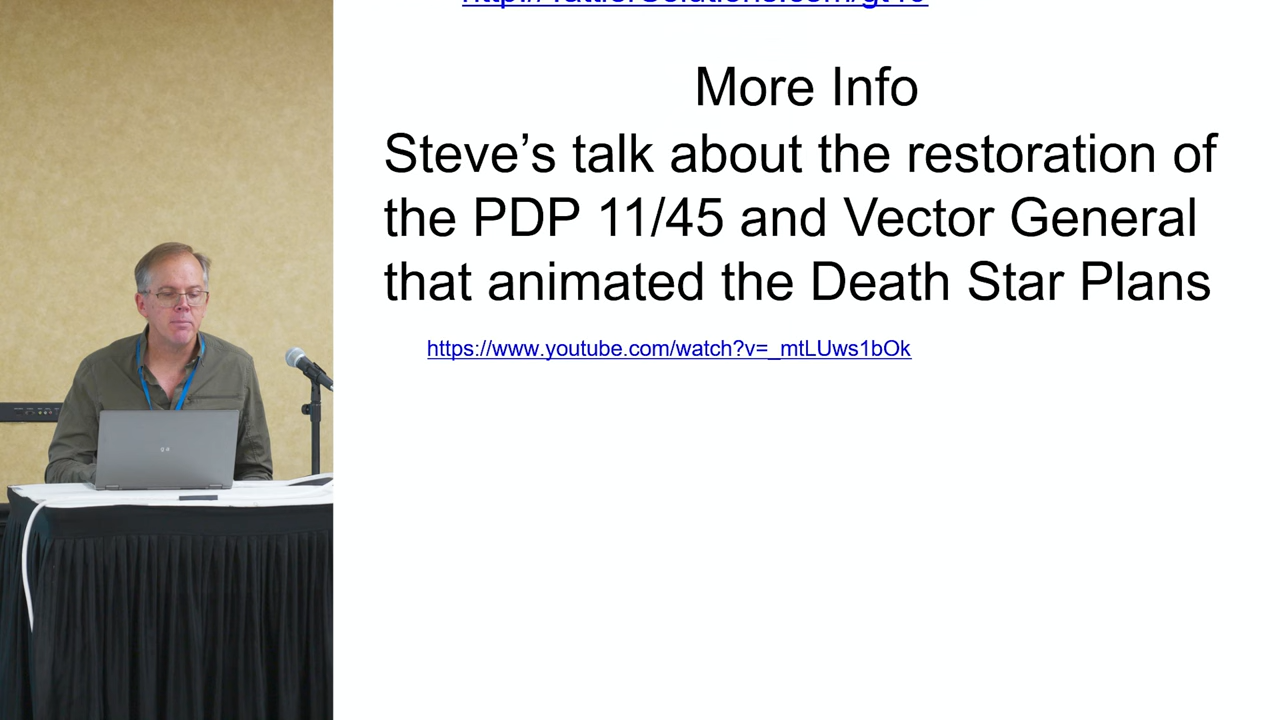 More Info
Steve’s talk about the restoration of
the PDP 11/45 and Vector General
that animated the Death Star Plans
https://www.youtube.com/watch?v=_mtLUws1bOk